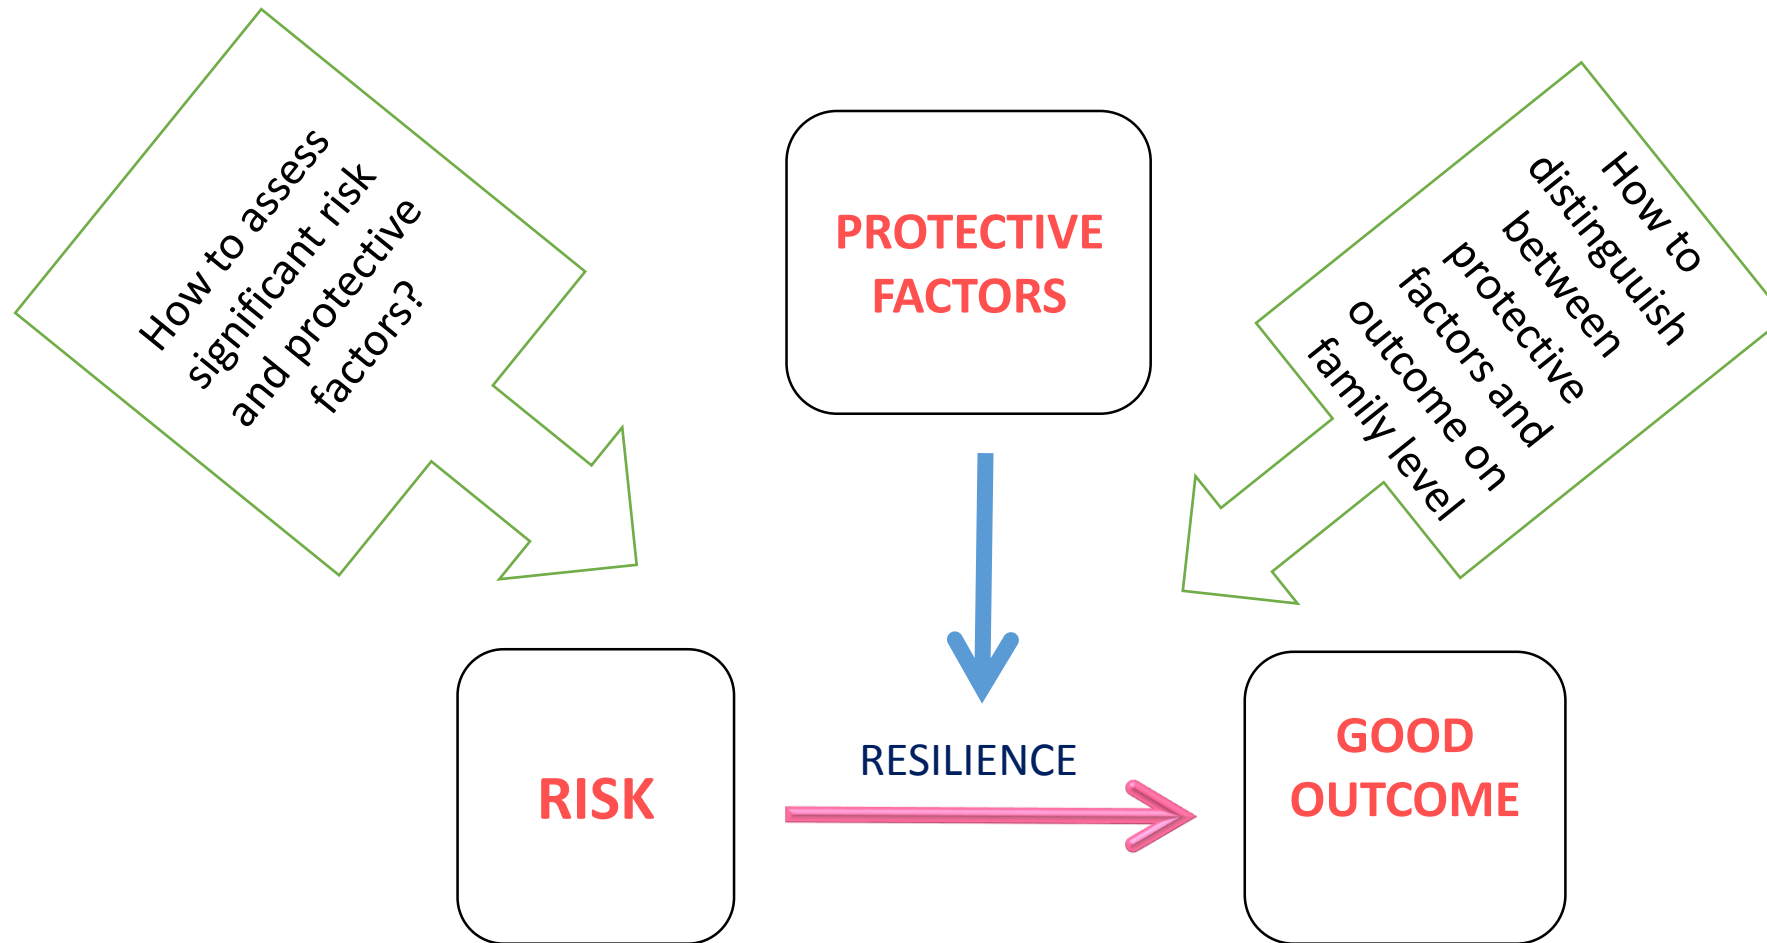 How to assess
significant risk
and protective
factors?
PROTECTIVE
FACTORS
How to
distinguuish
between
protective
factors and
outcome on
family level
RESILIENCE
RISK
GOOD
OUTCOME